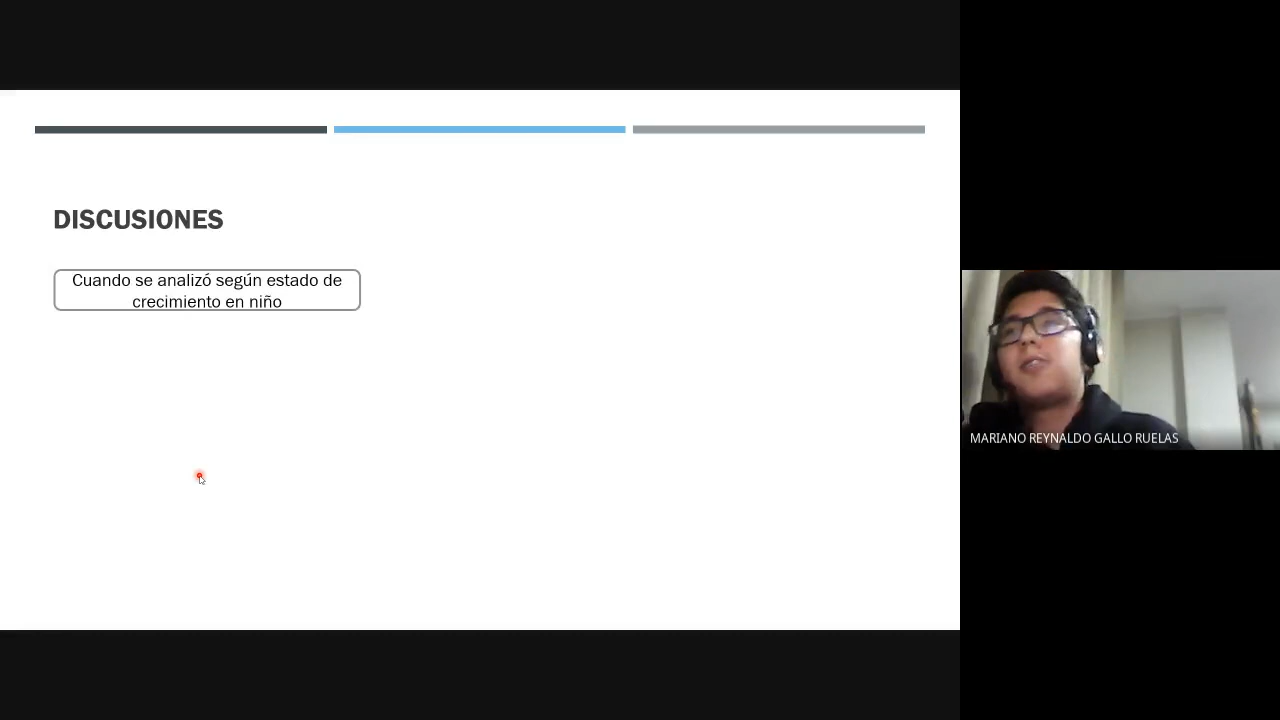 DISCUSIONES
Cuando se analizó según estado de
crecimiento en niño
MARIANO REYNALDO GALLO RUELAS